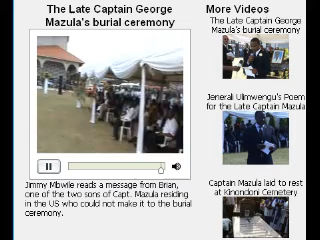 The Late Captain George
Mazula's burial ceremony
More Videos
The Late Captain George
Mazula's burial ceremony
Jenerali Ulimwengu's Poem
for the Late Captain Mazula
Jimmy Mbwile reads a message from Brian,
one of the two sons of Capt. Mazula residing
in the US who could not make it to the burial
ceremony.
Captain Mazula laid to rest
at Kinondoni Cemetery